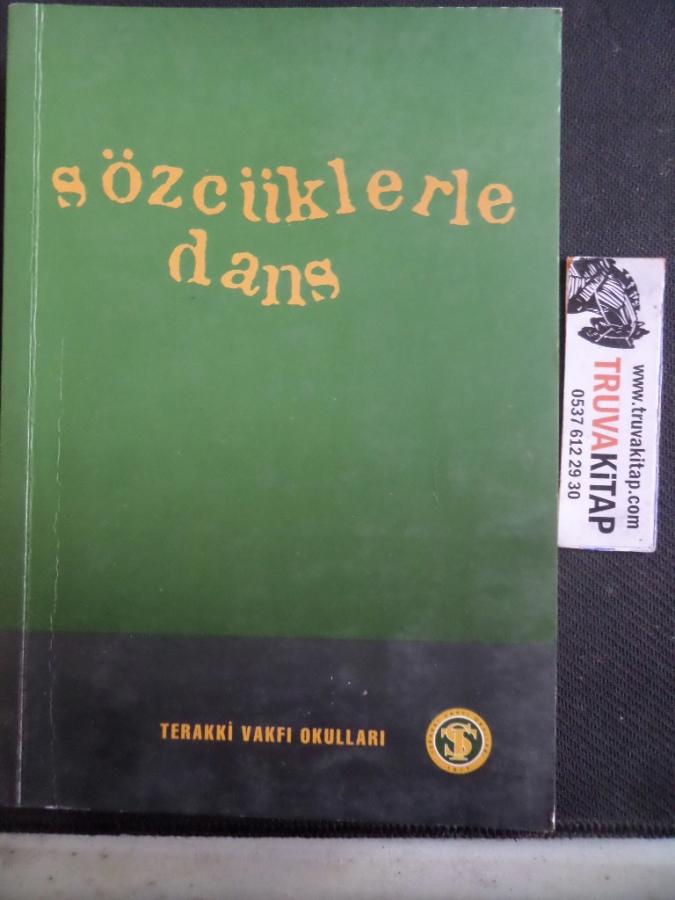 sözcüklerle
dans
TERAKKİ VAKFI OKULLARI
www.truvakitap.com
TRUVAKİTAP
0537 612 29 30